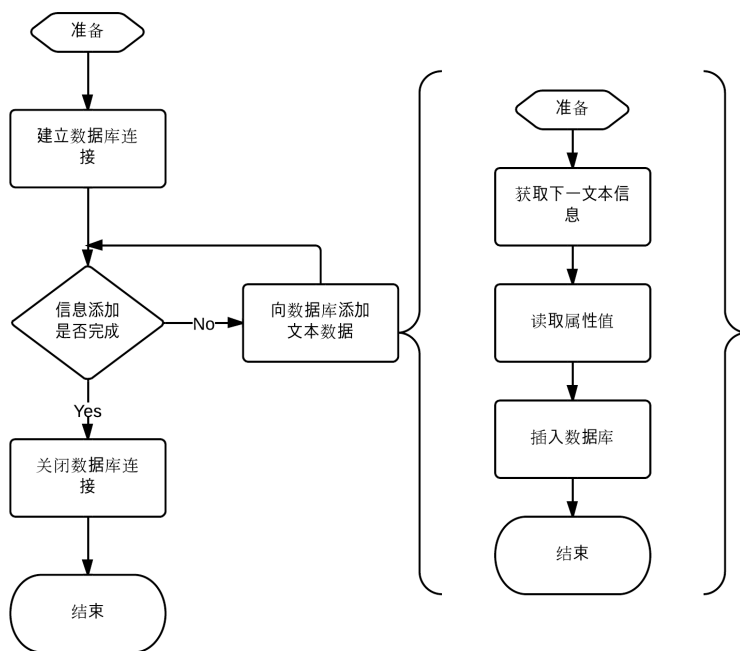 准备
建立数据库连
接
信息添加
是否完成
No
向数据库添加
文本数据
Yes
关闭数据库连
接
结束
准备
获取下一文本信
息
读取属性值
插入数据库
结束